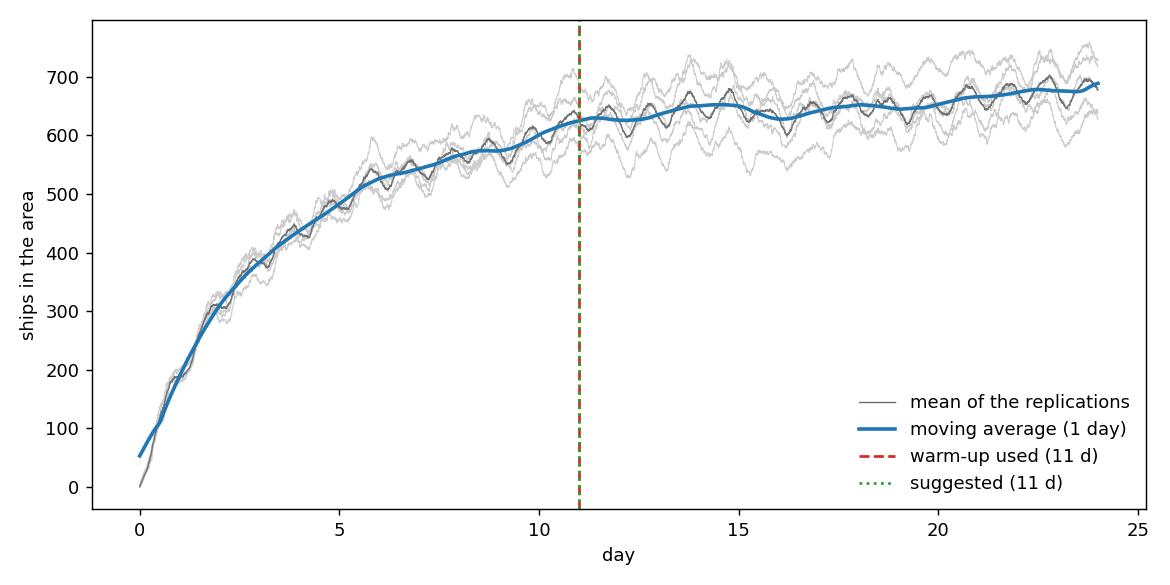 700
600
500
400
300
200
100
0
ships in the area
mean of the replications
moving average (1 day)
warm-up used (11 d)
suggested (11 d)
0 5 10 15 20 25
day